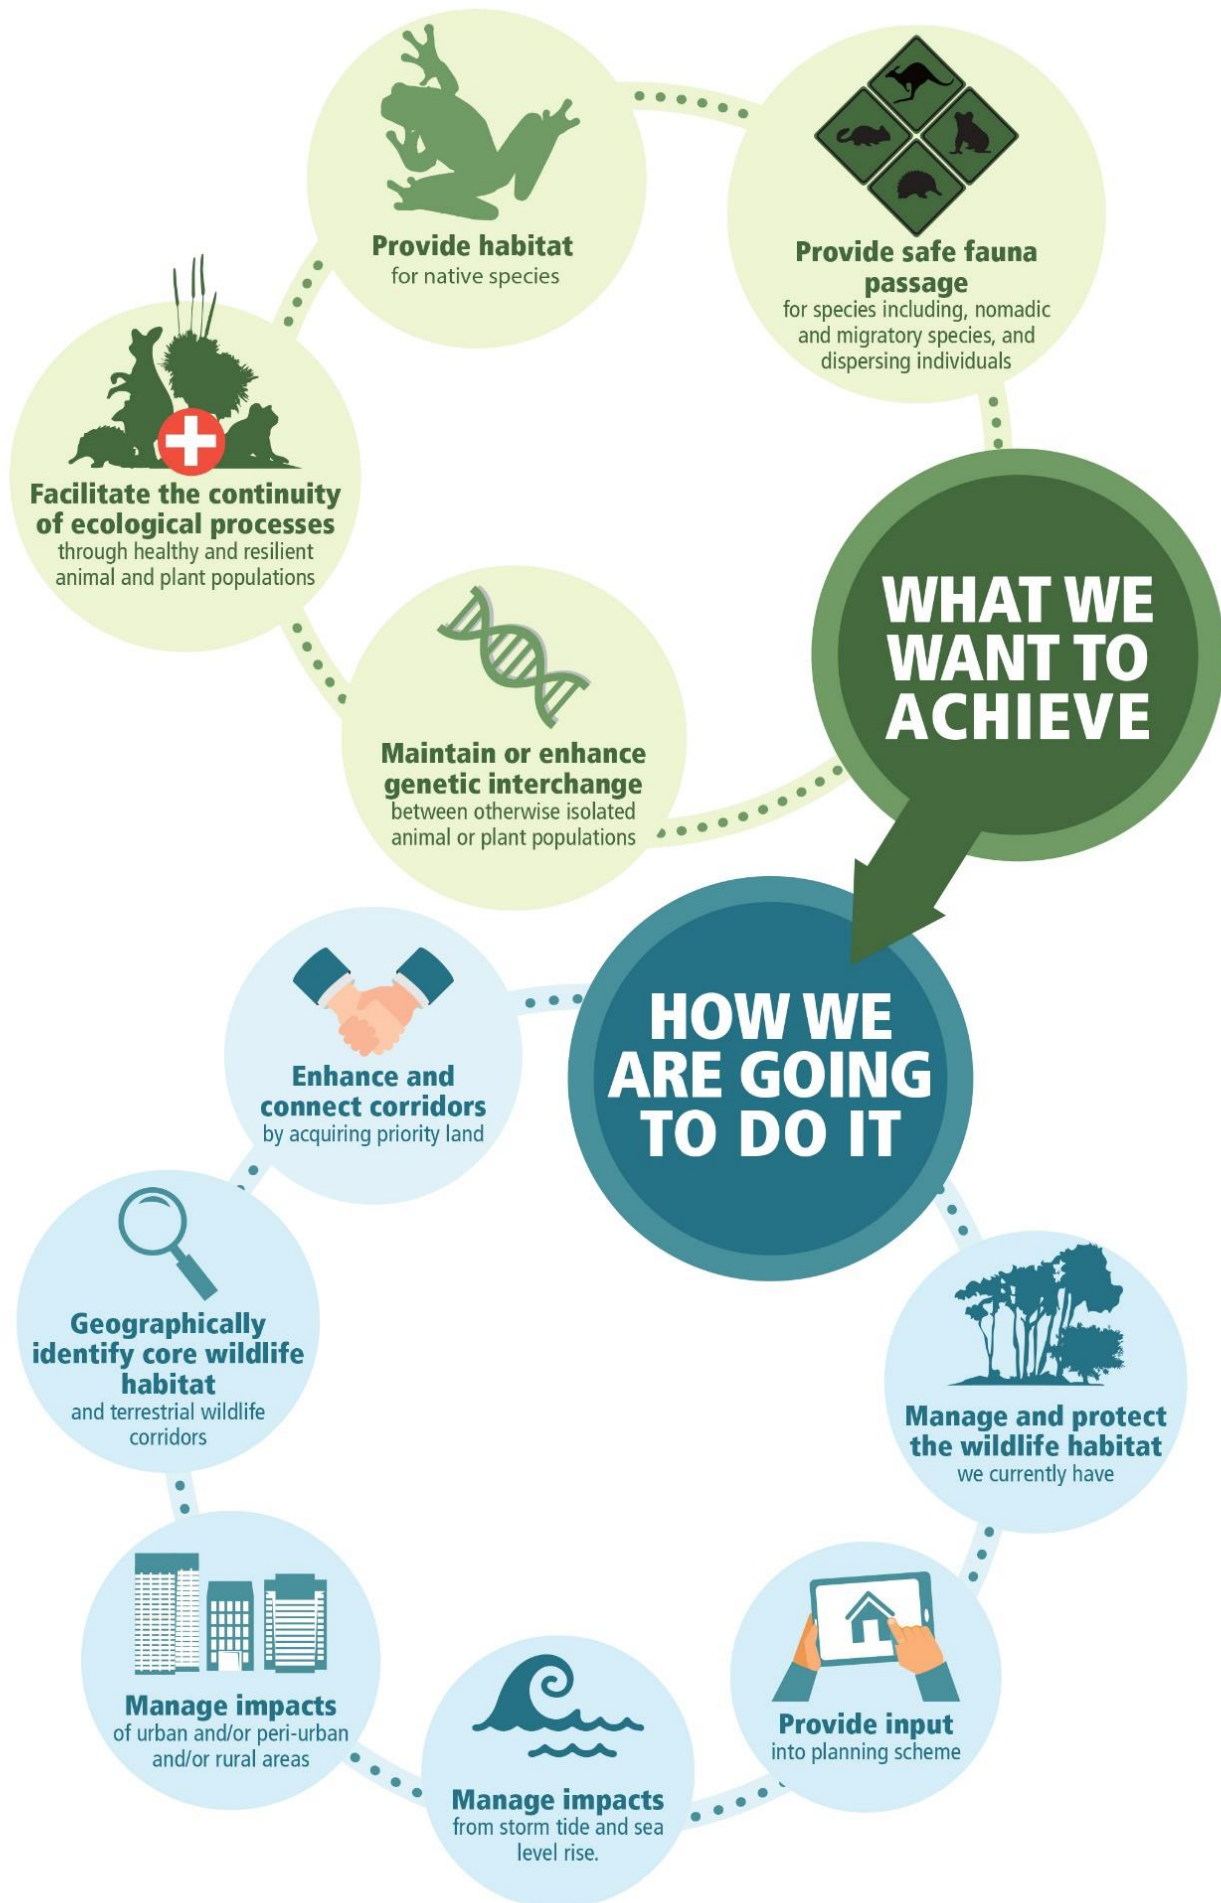 Provide habitat
for native species
Provide safe fauna
passage
for species including, nomadic
and migratory species, and
dispersing individuals
Facilitate the continuity
of ecological processes
through healthy and resilient
animal and plant populations
WHAT WE
WANT TO
ACHIEVE
Maintain or enhance
genetic interchange
between otherwise isolated
animal or plant populations
HOW WE
ARE GOING
TO DO IT
Enhance and
connect corridors
by acquiring priority land
Geographically
identify core wildlife
habitat
and terrestrial wildlife
corridors
Manage and protect
the wildlife habitat
we currently have
Manage impacts
of urban and/or peri-urban
and/or rural areas
Provide input
into planning scheme
Manage impacts
from storm tide and sea
level rise.